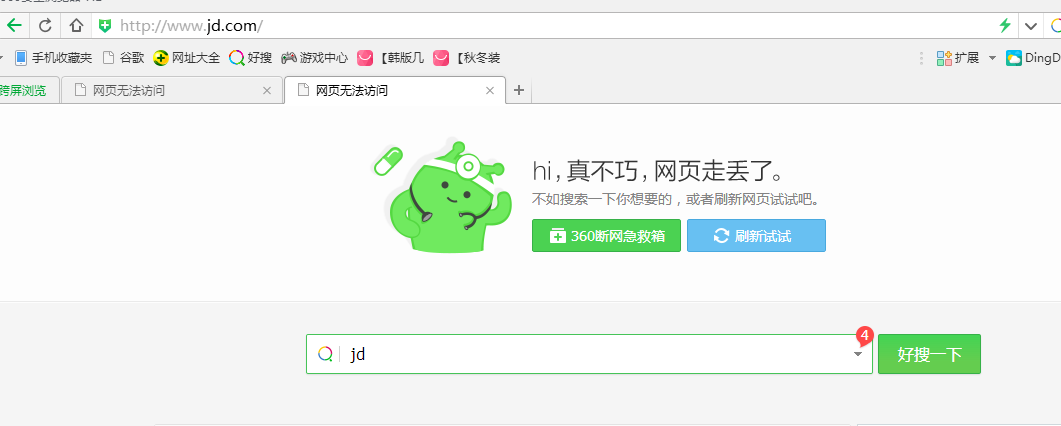 http://www.jd.com/
手机收藏夹 谷歌 网址大全 好搜 游戏中心 【韩版几 【秋冬装 扩展 DingD
跨屏浏览 网页无法访问 × 网页无法访问 × +
hi，真不巧，网页走丢了。
不如搜索一下你想要的，或者刷新网页试试吧。
360断网急救箱 刷新试试
jd 4 好搜一下